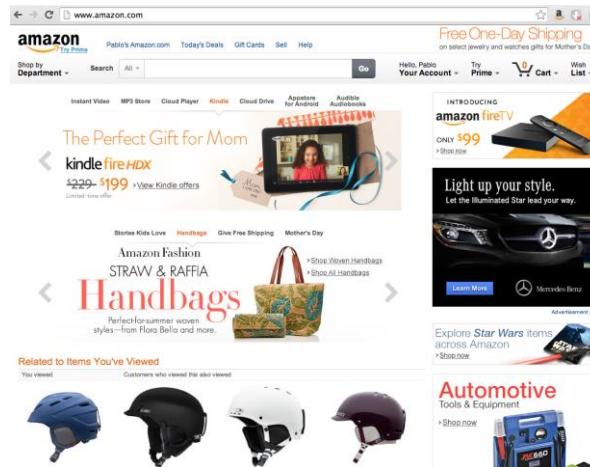 www.amazon.com
amazon
Try Prime
Pablo's Amazon.com Today's Deals Gift Cards Sell Help
Free One-Day Shipping
on select jewelry and watches gifts for Mother's Da
Shop by
Department
Search All Go
Hello, Pablo
Your Account
Try
Prime
0
Cart
Wish
List
Instant Video MP3 Store Cloud Player Kindle Cloud Drive Appstore for Android Audible Audiobooks
The Perfect Gift for Mom
kindle fire HDX
$229 $199 View Kindle offers
Limited time offer
Mom
INTRODUCING
amazon fireTV
ONLY $99
Shop now
Light up your style.
Let the Illuminated Star lead your way.
Learn More
Mercedes-Benz
Advertisement
Stories Kids Love Handbags Give Free Shipping Mother's Day
Amazon Fashion
STRAW & RAFFIA
Handbags
Perfect-for-summer woven
styles—from Flora Bella and more.
Shop Woven Handbags
Shop All Handbags
Explore Star Wars items
across Amazon
Shop now
Related to Items You've Viewed
You viewed Customers who viewed this also viewed
Automotive
Tools & Equipment
Shop now
JNC660